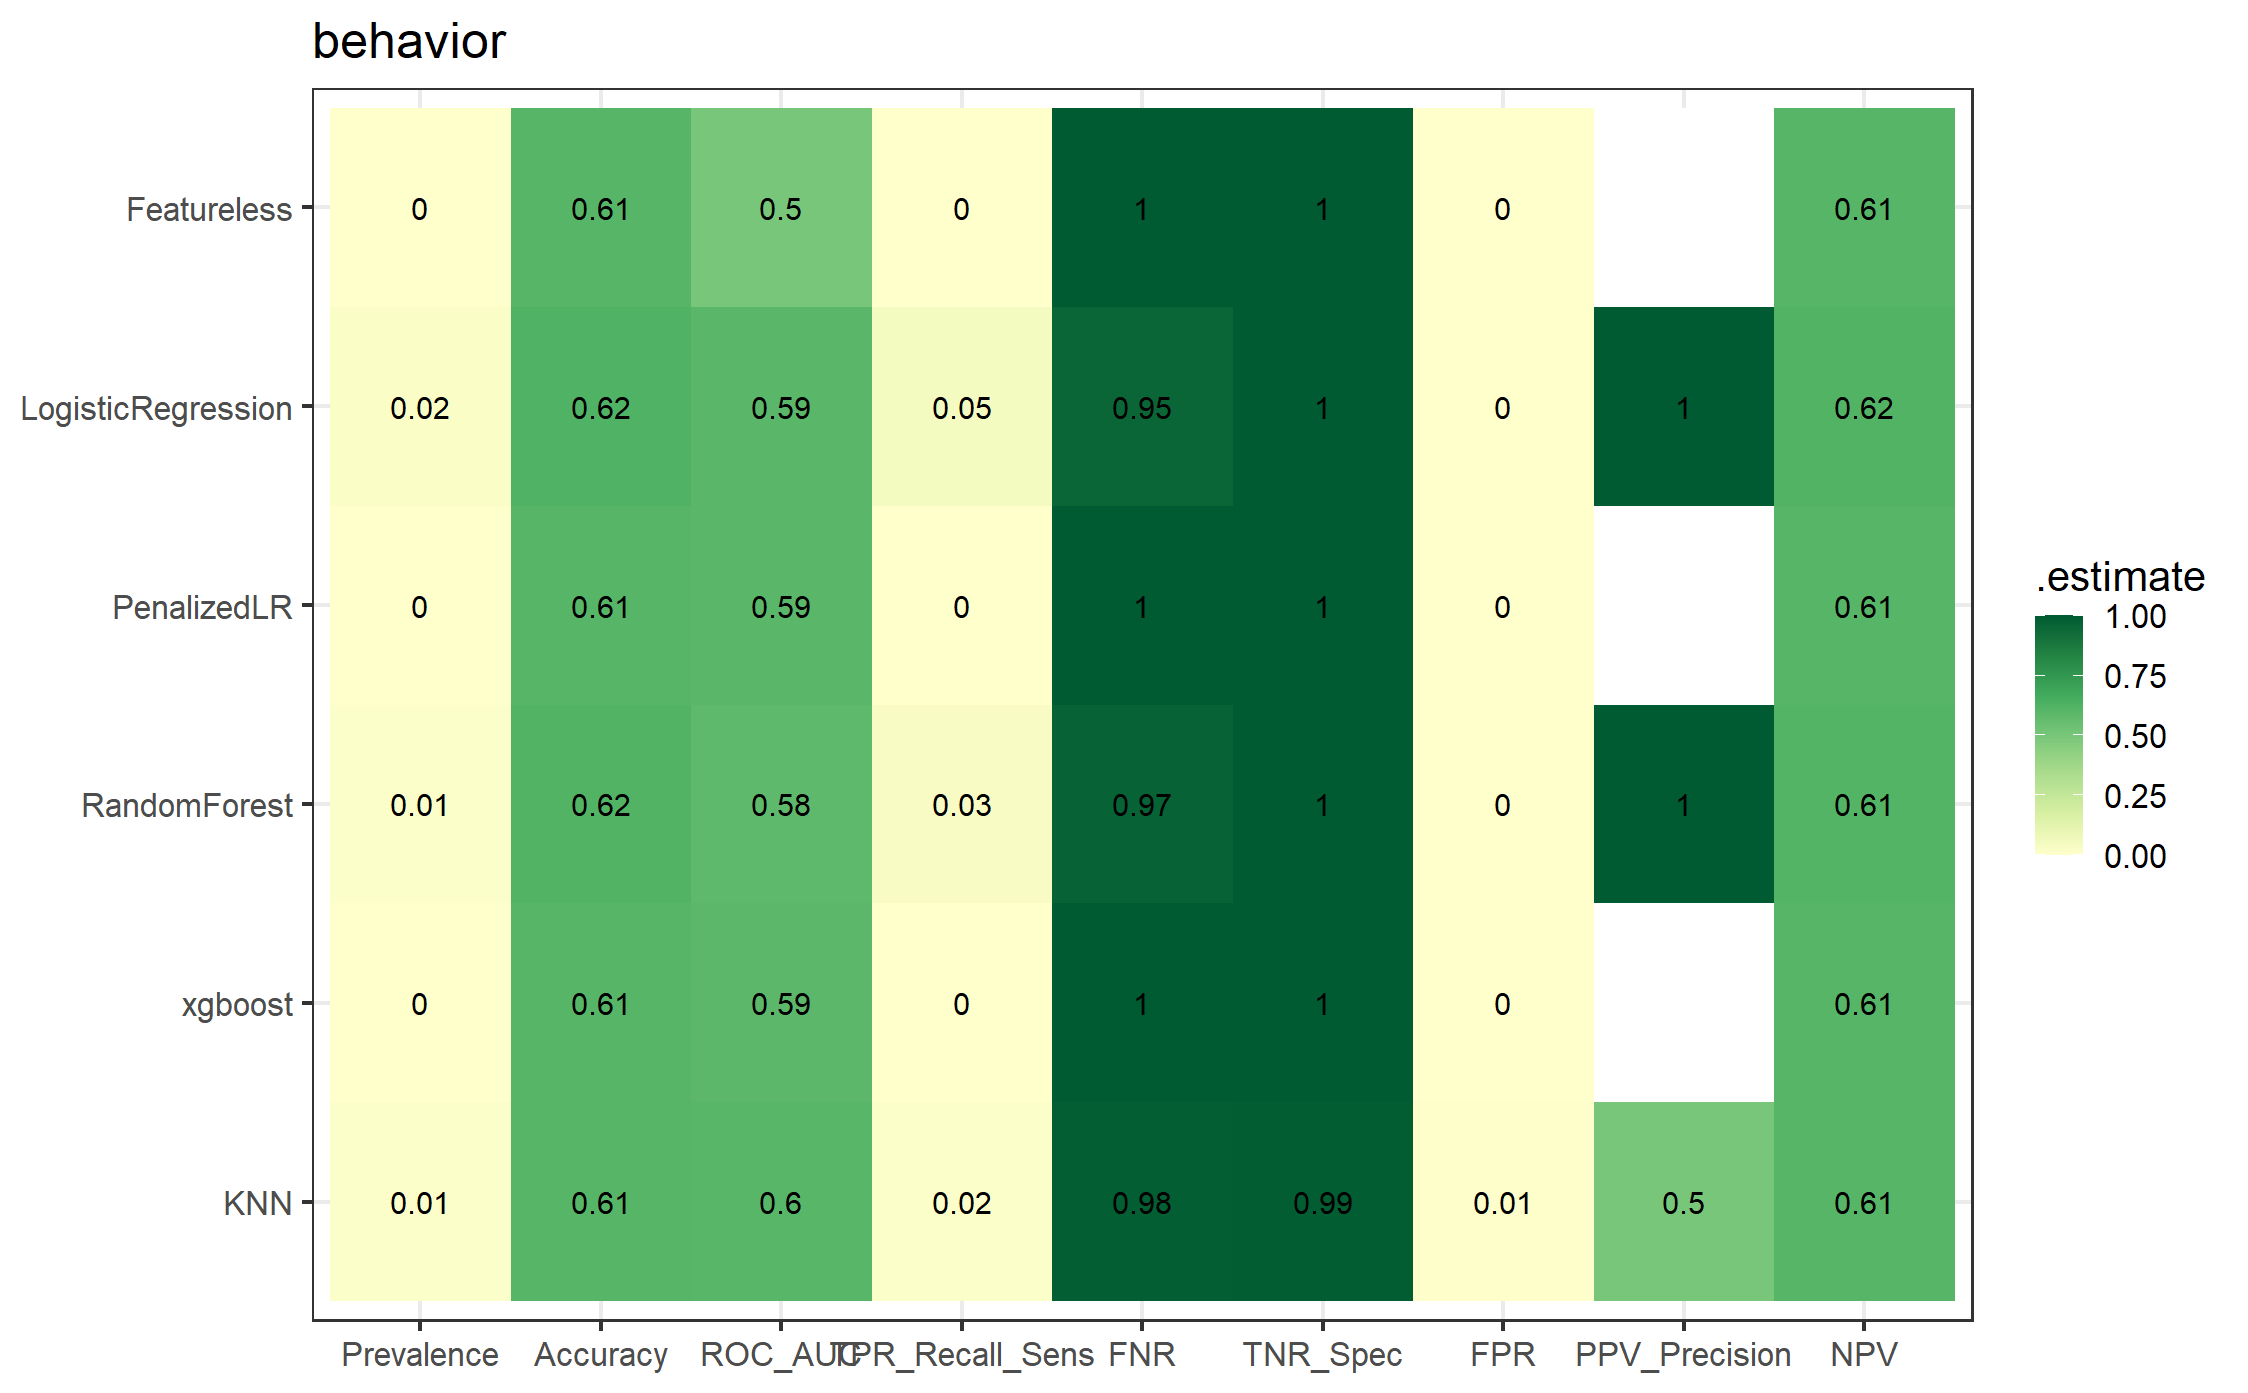 behavior
Featureless 0 0.61 0.5 0 1 1 0 0.61
LogisticRegression 0.02 0.62 0.59 0.05 0.95 1 0 1 0.62
PenalizedLR 0 0.61 0.59 0 1 1 0 0.61
RandomForest 0.01 0.62 0.58 0.03 0.97 1 0 1 0.61
xgboost 0 0.61 0.59 0 1 1 0 0.61
KNN 0.01 0.61 0.6 0.02 0.98 0.99 0.01 0.5 0.61
Prevalence Accuracy ROC_AUC TPR_Recall_Sens FNR TNR_Spec FPR PPV_Precision NPV
.estimate
1.00
0.75
0.50
0.25
0.00